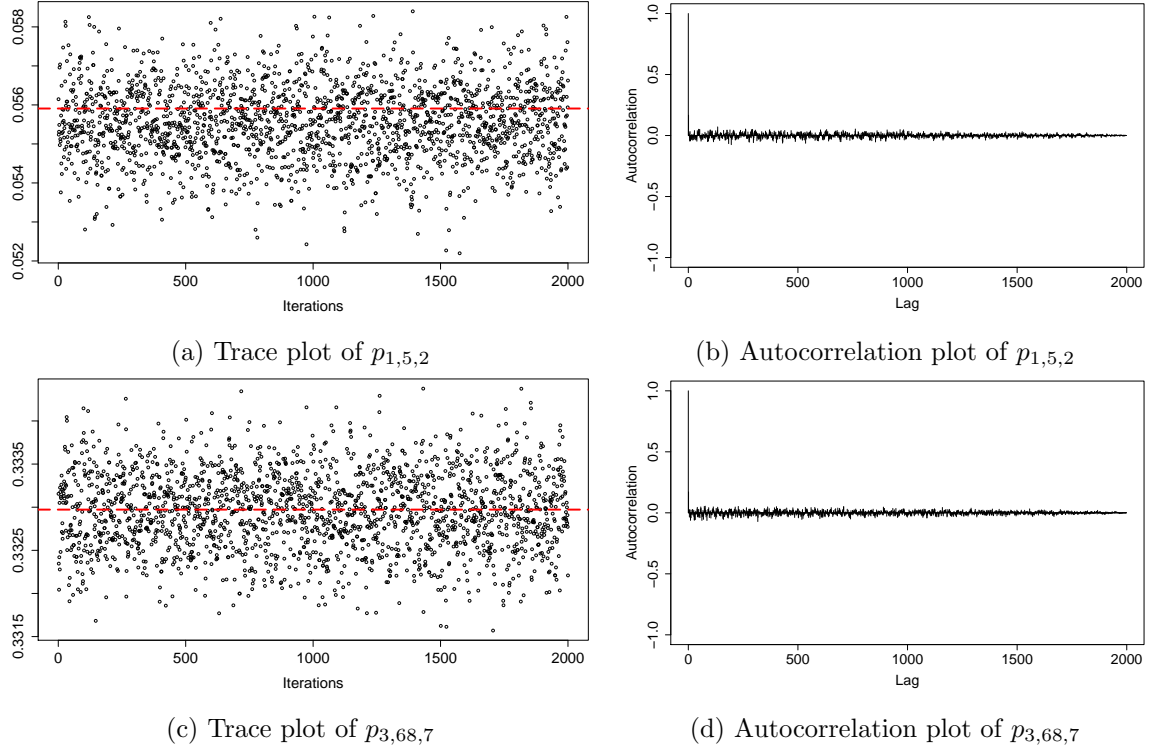 0.058
0.056
0.054
0.052
0 500 1000 1500 2000
Iterations
1.0
0.5
0.0
−0.5
−1.0
Autocorrelation
0 500 1000 1500 2000
Lag
(a) Trace plot of p1,5,2
(b) Autocorrelation plot of p1,5,2
0.3335
0.3325
0.3315
0 500 1000 1500 2000
Iterations
1.0
0.5
0.0
−0.5
−1.0
Autocorrelation
0 500 1000 1500 2000
Lag
(c) Trace plot of p3,68,7
(d) Autocorrelation plot of p3,68,7